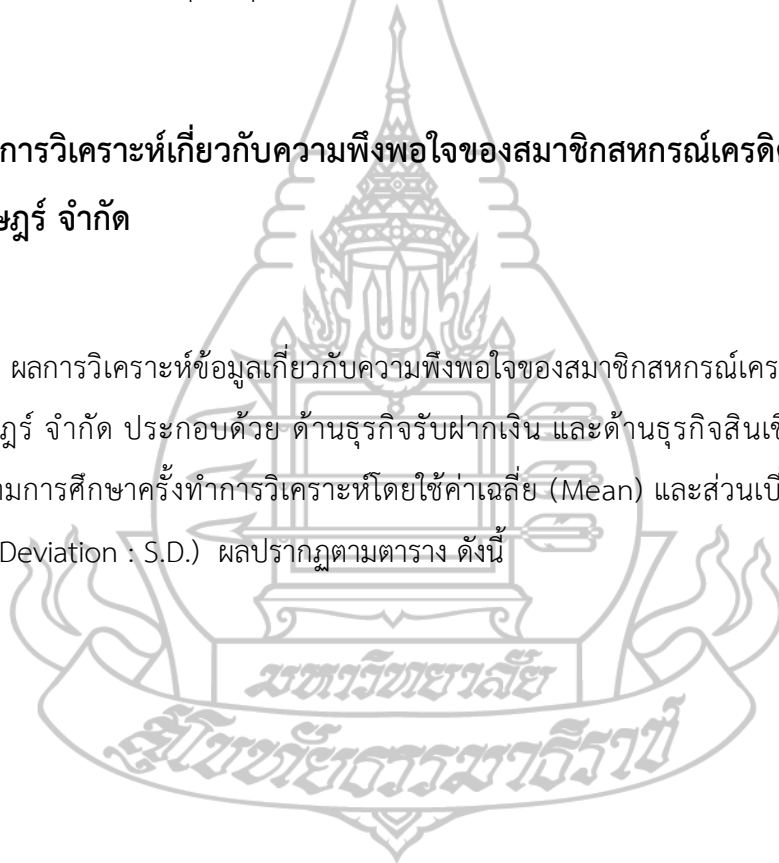 การวิเคราะห์เกี่ยวกับความพึงพอใจของสมาชิกสหกรณ์เครดิต
ษฎร์ จำกัด
ผลการวิเคราะห์ข้อมูลเกี่ยวกับความพึงพอใจของสมาชิกสหกรณ์เคร
ฎร์ จำกัด ประกอบด้วย ด้านธุรกิจรับฝากเงิน และด้านธุรกิจสินเชื
ามการศึกษาครั้งทำการวิเคราะห์โดยใช้ค่าเฉลี่ย (Mean) และส่วนเบี
Deviation : S.D.) ผลปรากฏตามตาราง ดังนี้
มหาวิทยาลัย
สุโขทัยธรรมาธิราช